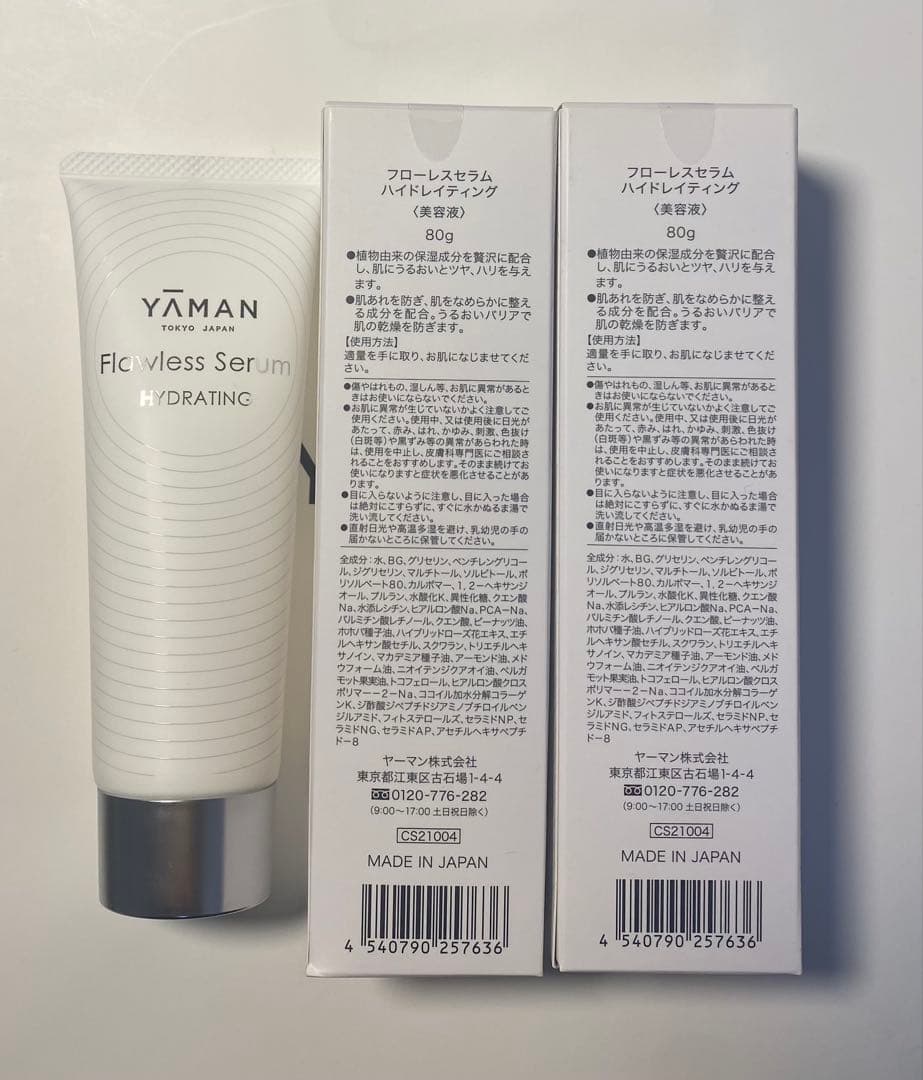 YĀMAN
TOKYO JAPAN
Flawless Serum
HYDRATING
フローレスセラム
ハイドレイティング
〈美容液〉
80g
●植物由来の保湿成分を贅沢に配合
し、肌にうるおいとツヤ、ハリを与え
ます。
●肌あれを防ぎ、肌をなめらかに整え
る成分を配合。うるおいバリアで
肌の乾燥を防ぎます。
【使用方法】
適量を手に取り、お肌になじませてくだ
さい。
●傷やはれもの、湿しん等、お肌に異常があると
きはお使いにならないでください。
●お肌に異常が生じていないかよく注意してご
使用ください。使用中、又は使用後に日光が
あたって、赤み、はれ、かゆみ、刺激、色抜け
(白斑等)や黒ずみ等の異常があらわれた時
は、使用を中止し、皮膚科専門医にご相談さ
れることをおすすめします。そのまま続けてお
使いになりますと症状を悪化させることがあ
ります。
●目に入らないように注意し、目に入った場合
は絶対にこすらずに、すぐに水かぬるま湯で
洗い流してください。
●直射日光や高温多湿を避け、乳幼児の手の
届かないところに保管してください。
全成分:水、BG、グリセリン、ペンチレングリコー
ル、ジグリセリン、マルチトール、ソルビトール、ポ
リソルベート80、カルボマー、1,2-ヘキサンジ
オール、プルラン、水酸化K、異性化糖、クエン酸
Na、水添レシチン、ヒアルロン酸Na、PCA-Na、
パルミチン酸レチノール、クエン酸、ピーナッツ油、
ホホバ種子油、ハイブリッドローズ花エキス、エチ
ルヘキサン酸セチル、スクワラン、トリエチルヘキ
サノイン、マカデミア種子油、アーモンド油、メド
ウフォーム油、ニオイテンジクアオイ油、ベルガ
モット果実油、トコフェロール、ヒアルロン酸クロス
ポリマー-2-Na、ココイル加水分解コラーゲ
ンK、ジ酢酸ジペプチドジアミノブチロイルベン
ジルアミド、フィトステロールズ、セラミドNP、セ
ラミドNG、セラミドAP、アセチルヘキサペプチ
ド-8
ヤーマン株式会社
東京都江東区古石場1-4-4
0120-776-282
(9:00〜17:00 土日祝日除く)
CS21004
MADE IN JAPAN
4 540790 257636
フローレスセラム
ハイドレイティング
〈美容液〉
80g
●植物由来の保湿成分を贅沢に配合
し、肌にうるおいとツヤ、ハリを与え
ます。
●肌あれを防ぎ、肌をなめらかに整え
る成分を配合。うるおいバリアで
肌の乾燥を防ぎます。
【使用方法】
適量を手に取り、お肌になじませてくだ
さい。
●傷やはれもの、湿しん等、お肌に異常があると
きはお使いにならないでください。
●お肌に異常が生じていないかよく注意してご
使用ください。使用中、又は使用後に日光が
あたって、赤み、はれ、かゆみ、刺激、色抜け
(白斑等)や黒ずみ等の異常があらわれた時
は、使用を中止し、皮膚科専門医にご相談さ
れることをおすすめします。そのまま続けてお
使いになりますと症状を悪化させることがあ
ります。
●目に入らないように注意し、目に入った場合
は絶対にこすらずに、すぐに水かぬるま湯で
洗い流してください。
●直射日光や高温多湿を避け、乳幼児の手の
届かないところに保管してください。
全成分:水、BG、グリセリン、ペンチレングリコー
ル、ジグリセリン、マルチトール、ソルビトール、ポ
リソルベート80、カルボマー、1,2-ヘキサンジ
オール、プルラン、水酸化K、異性化糖、クエン酸
Na、水添レシチン、ヒアルロン酸Na、PCA-Na、
パルミチン酸レチノール、クエン酸、ピーナッツ油、
ホホバ種子油、ハイブリッドローズ花エキス、エチ
ルヘキサン酸セチル、スクワラン、トリエチルヘキ
サノイン、マカデミア種子油、アーモンド油、メド
ウフォーム油、ニオイテンジクアオイ油、ベルガ
モット果実油、トコフェロール、ヒアルロン酸クロス
ポリマー-2-Na、ココイル加水分解コラーゲ
ンK、ジ酢酸ジペプチドジアミノブチロイルベン
ジルアミド、フィトステロールズ、セラミドNP、セ
ラミドNG、セラミドAP、アセチルヘキサペプチ
ド-8
ヤーマン株式会社
東京都江東区古石場1-4-4
0120-776-282
(9:00〜17:00 土日祝日除く)
CS21004
MADE IN JAPAN
4 540790 257636